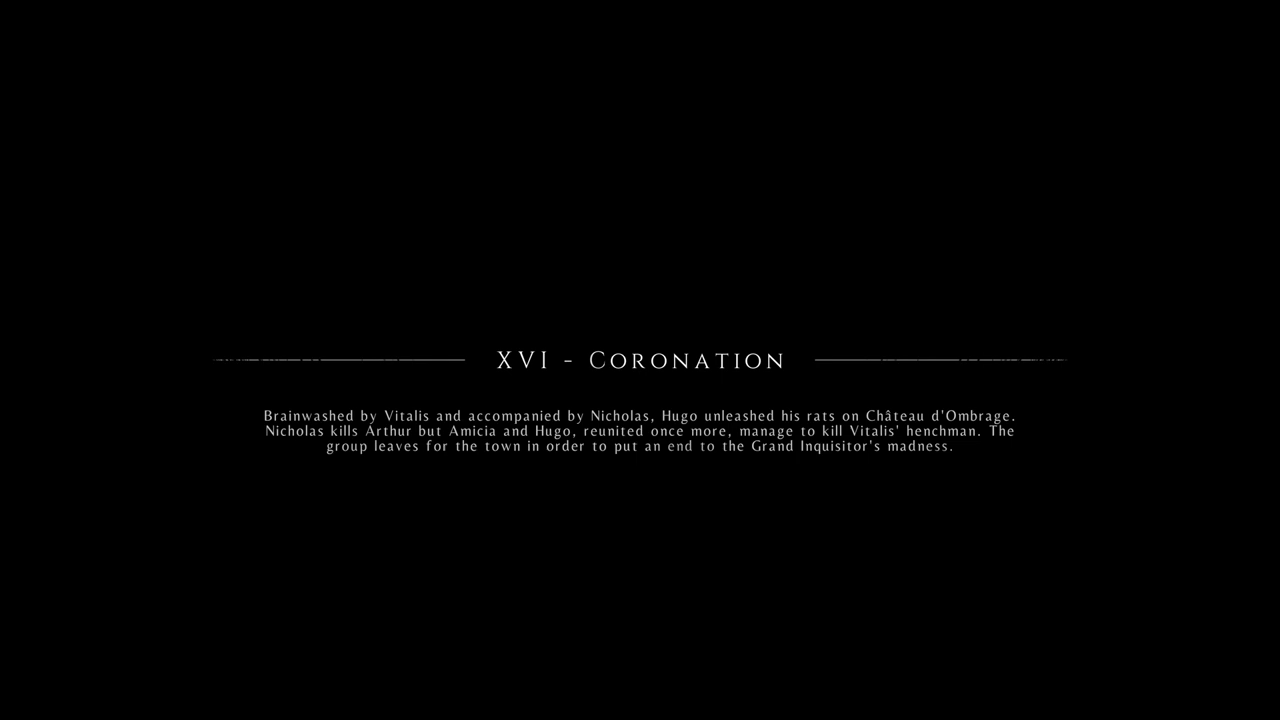 XVI - Coronation
Brainwashed by Vitalis and accompanied by Nicholas, Hugo unleashed his rats on Château d'Ombrage.
Nicholas kills Arthur but Amicia and Hugo, reunited once more, manage to kill Vitalis' henchman. The
group leaves for the town in order to put an end to the Grand Inquisitor's madness.